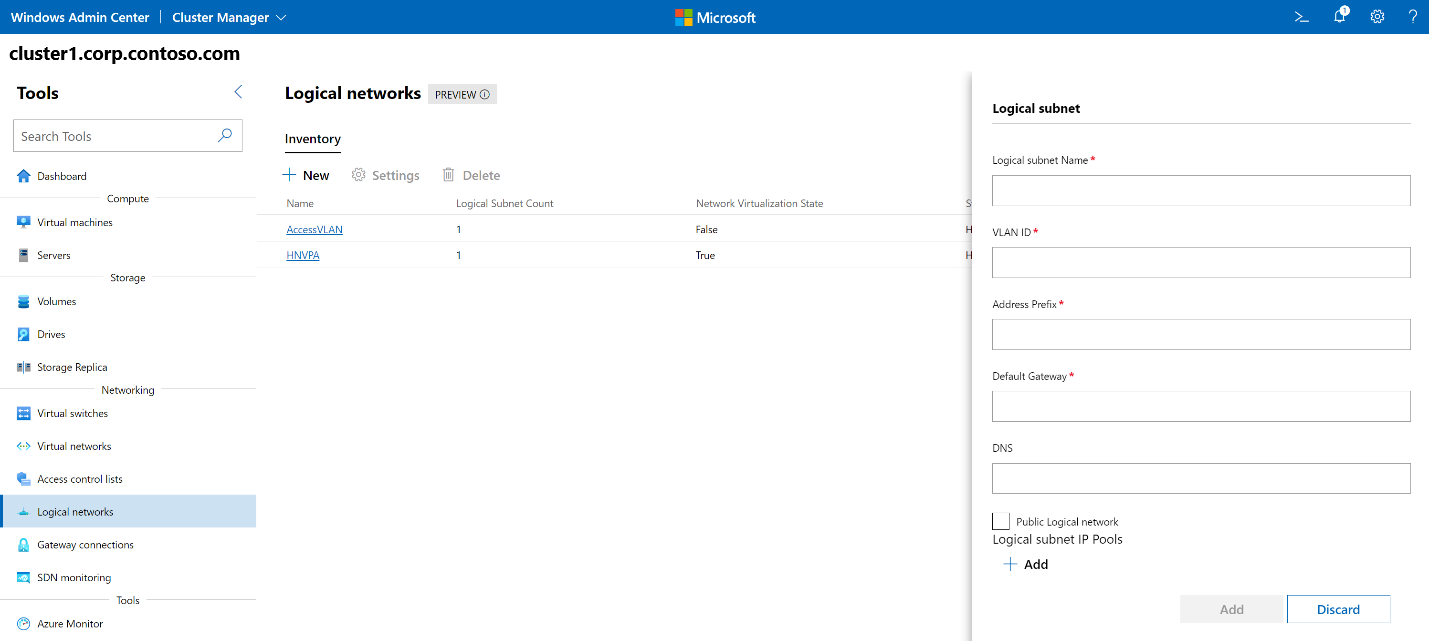 Windows Admin Center | Cluster Manager
Microsoft
1
?
cluster1.corp.contoso.com
Tools
Search Tools
Dashboard
Compute
Virtual machines
Servers
Storage
Volumes
Drives
Storage Replica
Networking
Virtual switches
Virtual networks
Access control lists
Logical networks
Gateway connections
SDN monitoring
Tools
Azure Monitor
Logical networks PREVIEW
Inventory
New Settings Delete
Name Logical Subnet Count Network Virtualization State
AccessVLAN 1 False
HNVPA 1 True
Logical subnet
Logical subnet Name *
VLAN ID *
Address Prefix *
Default Gateway *
DNS
Public Logical network
Logical subnet IP Pools
+ Add
Add Discard